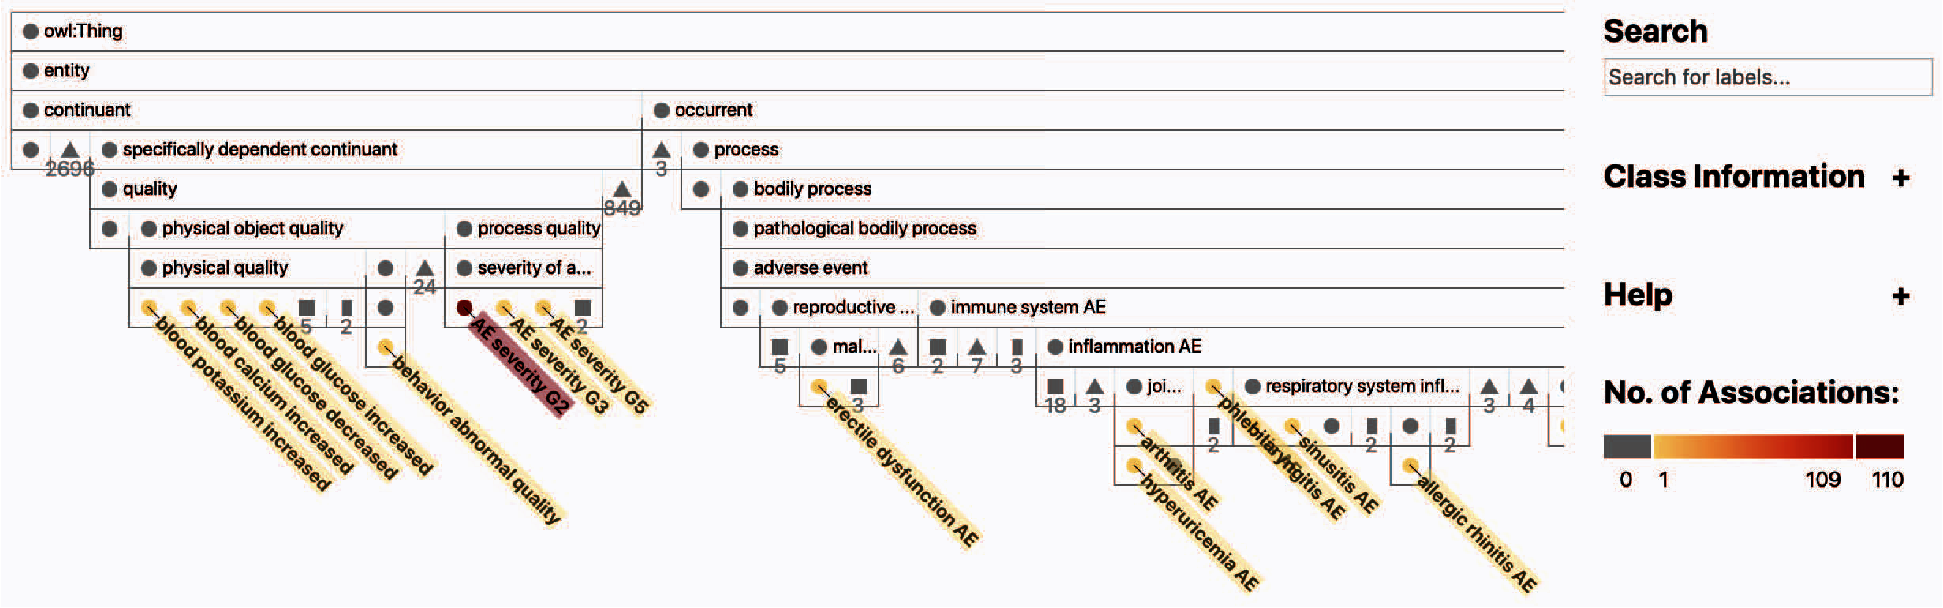 owl:Thing
Search
entity
Search for labels...
continuant
occurrent
specifically dependent continuant
process
2696
3
Class Information +
quality
bodily process
849
physical object quality
process quality
pathological bodily process
physical quality
severity of a...
adverse event
24
Help +
reproductive ...
immune system AE
5
2
2
blood potassium increased
blood calcium increased
blood glucose decreased
blood glucose increased
AE severity G2
AE severity G3
AE severity G5
mal...
inflammation AE
5
6
2
7
3
behavior abnormal quality
joi...
respiratory system infl...
No. of Associations:
3
18
3
3
4
erectile dysfunction AE
phlebitis
arthritis AE
sinusitis AE
2
2
2
hyperuricemia AE
allergic rhinitis AE
0 1 109 110